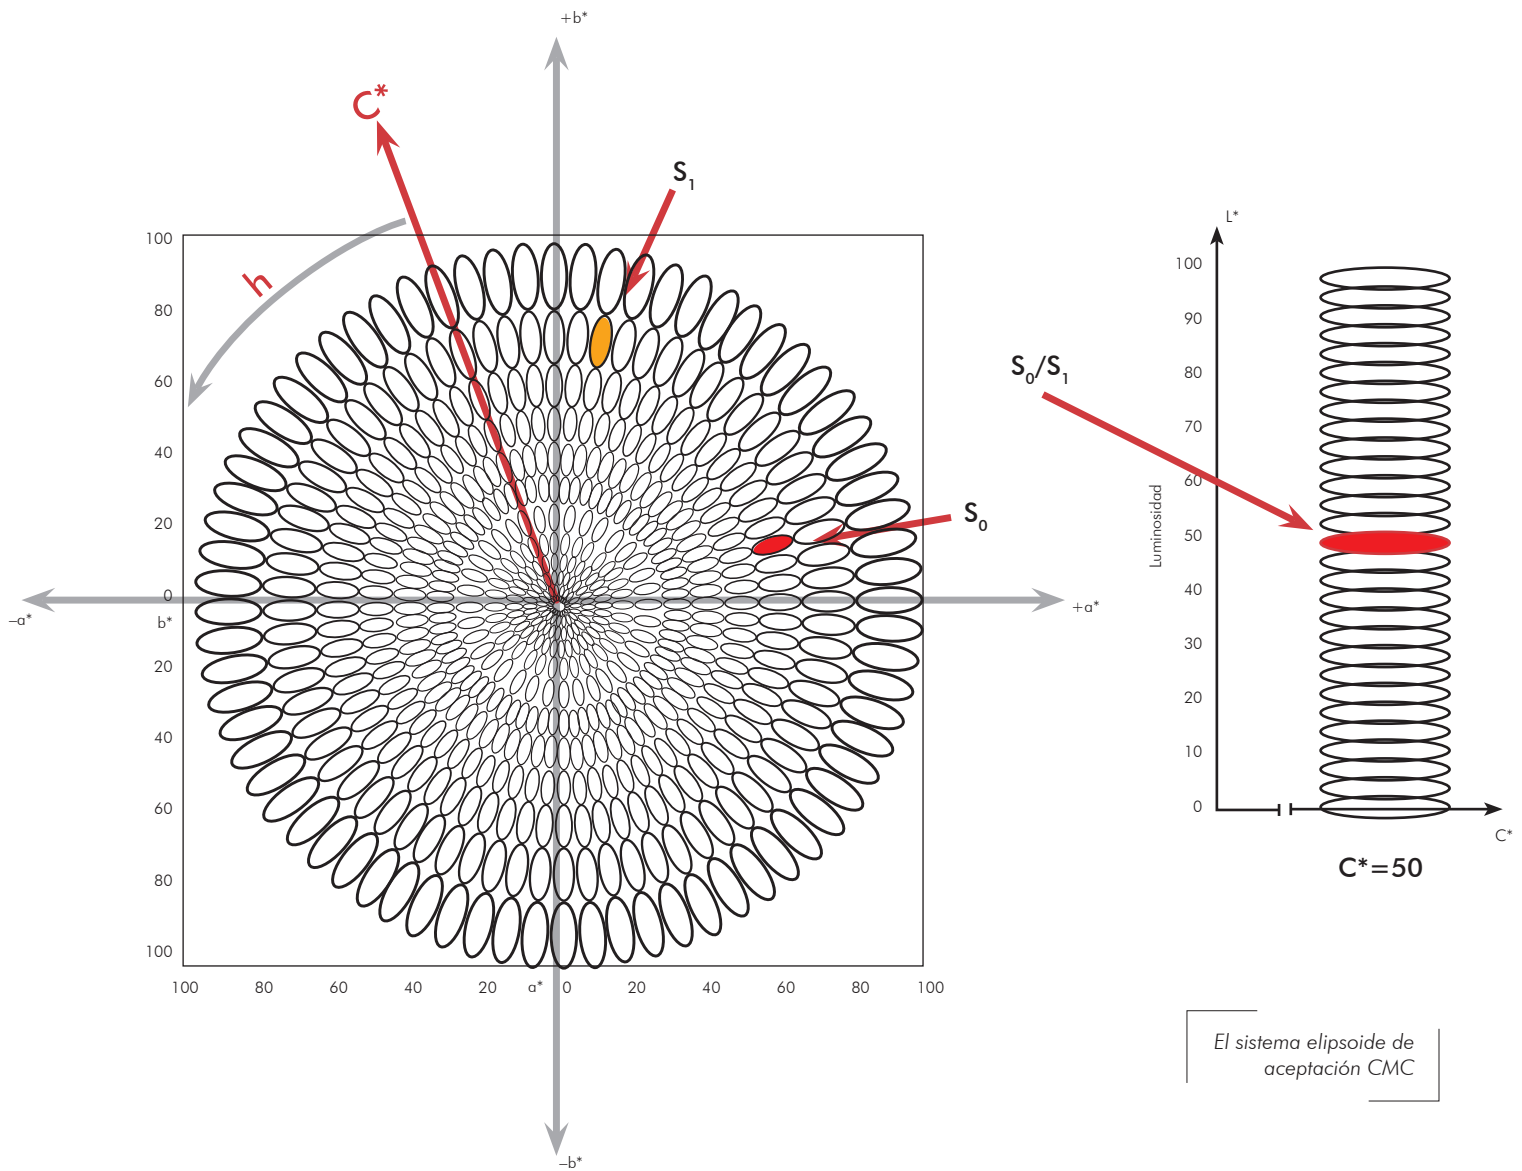 +b*
C*
S1
h
100
80
60
40
20
0
b*
20
40
60
80
100
–a*
+a*
S0
100
80
60
40
20
a*
0
20
40
60
80
100
–b*
L*
100
90
80
70
60
50
40
30
20
10
0
Luminosidad
S0/S1
C*
C*=50
El sistema elipsoide de
aceptación CMC